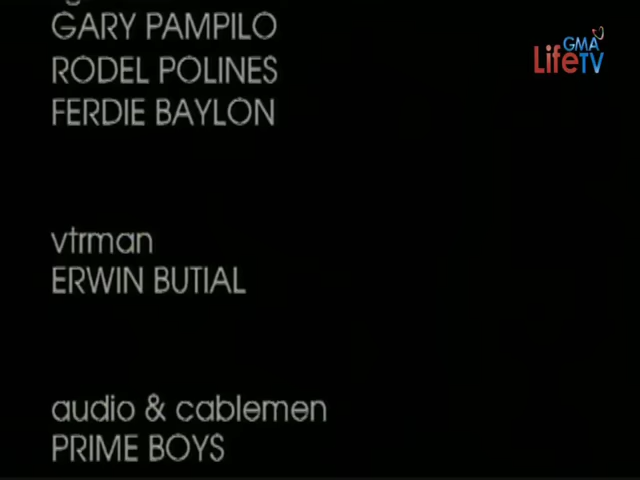 GARY PAMPILO
RODEL POLINES
FERDIE BAYLON
GMA
LifeTV
vtrman
ERWIN BUTIAL
audio & cablemen
PRIME BOYS